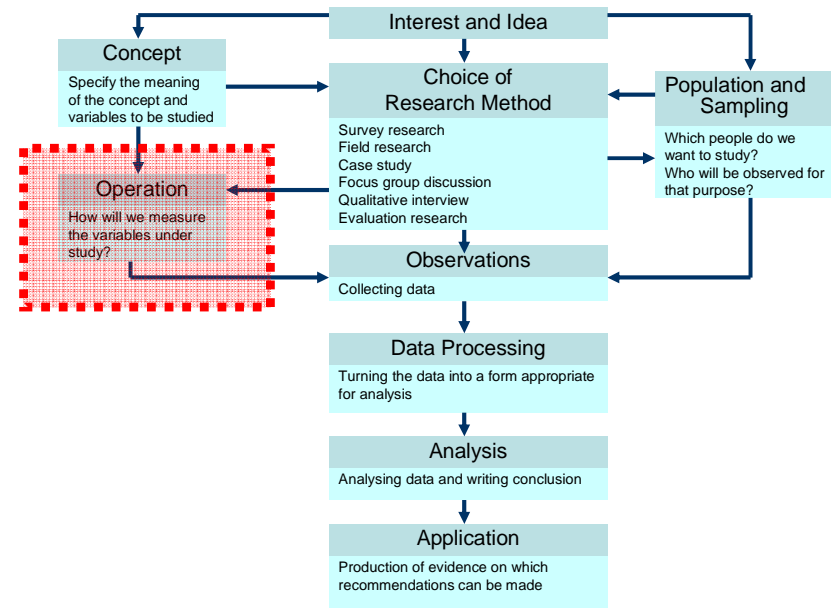 Interest and Idea
Concept
Specify the meaning
of the concept and
variables to be studied
Choice of
Research Method
Survey research
Field research
Case study
Focus group discussion
Qualitative interview
Evaluation research
Population and
Sampling
Which people do we
want to study?
Who will be observed for
that purpose?
Operation
How will we measure
the variables under
study?
Observations
Collecting data
Data Processing
Turning the data into a form appropriate
for analysis
Analysis
Analysing data and writing conclusion
Application
Production of evidence on which
recommendations can be made